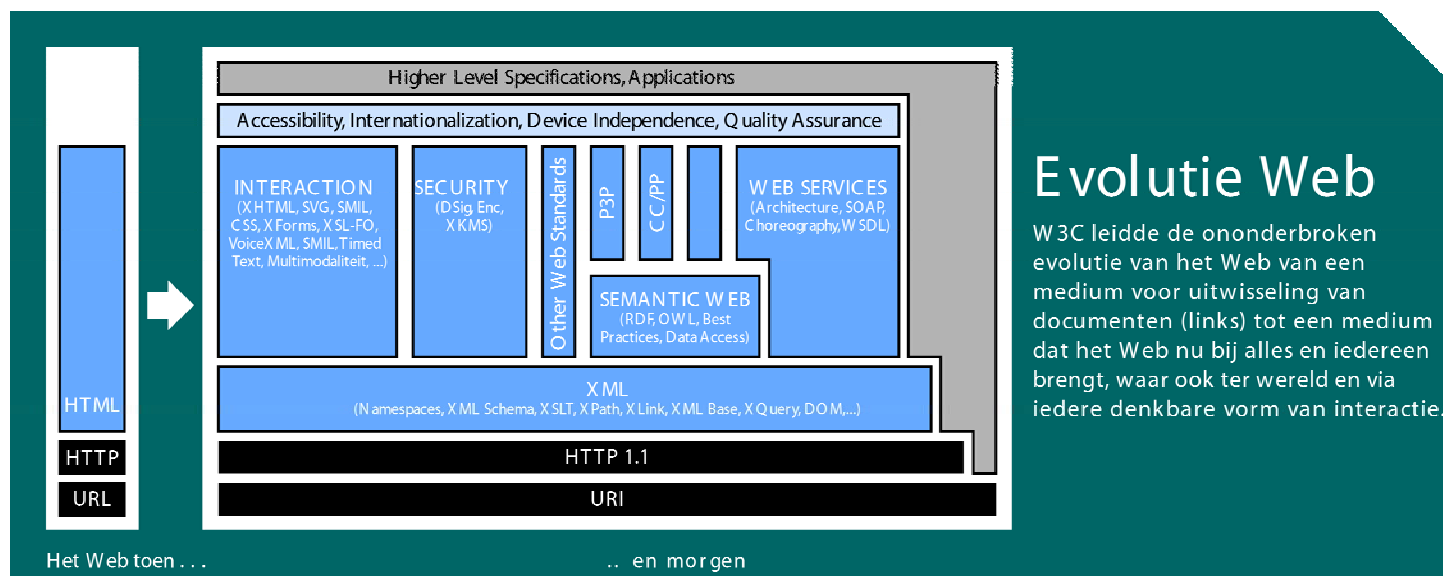 HTML
HTTP
URL
Higher Level Specifications, Applications
Accessibility, Internationalization, Device Independence, Quality Assurance
INTERACTION
(XHTML, SVG, SMIL,
CSS, XForms, XSL-FO,
VoiceXML, SMIL, Timed
Text, Multimodaliteit, ...)
SECURITY
(DSig, Enc,
XKMS)
Other Web Standards
P3P
CC/PP
WEB SERVICES
(Architecture, SOAP,
Choreography, WSDL)
SEMANTIC WEB
(RDF, OWL, Best
Practices, Data Access)
XML
(Namespaces, XML Schema, XSLT, XPath, XLink, XML Base, XQuery, DOM,...)
HTTP 1.1
URI
Evolutie Web
W3C leidde de ononderbroken
evolutie van het Web van een
medium voor uitwisseling van
documenten (links) tot een medium
dat het Web nu bij alles en iedereen
brengt, waar ook ter wereld en via
iedere denkbare vorm van interactie.
Het Web toen . . .
.. en morgen